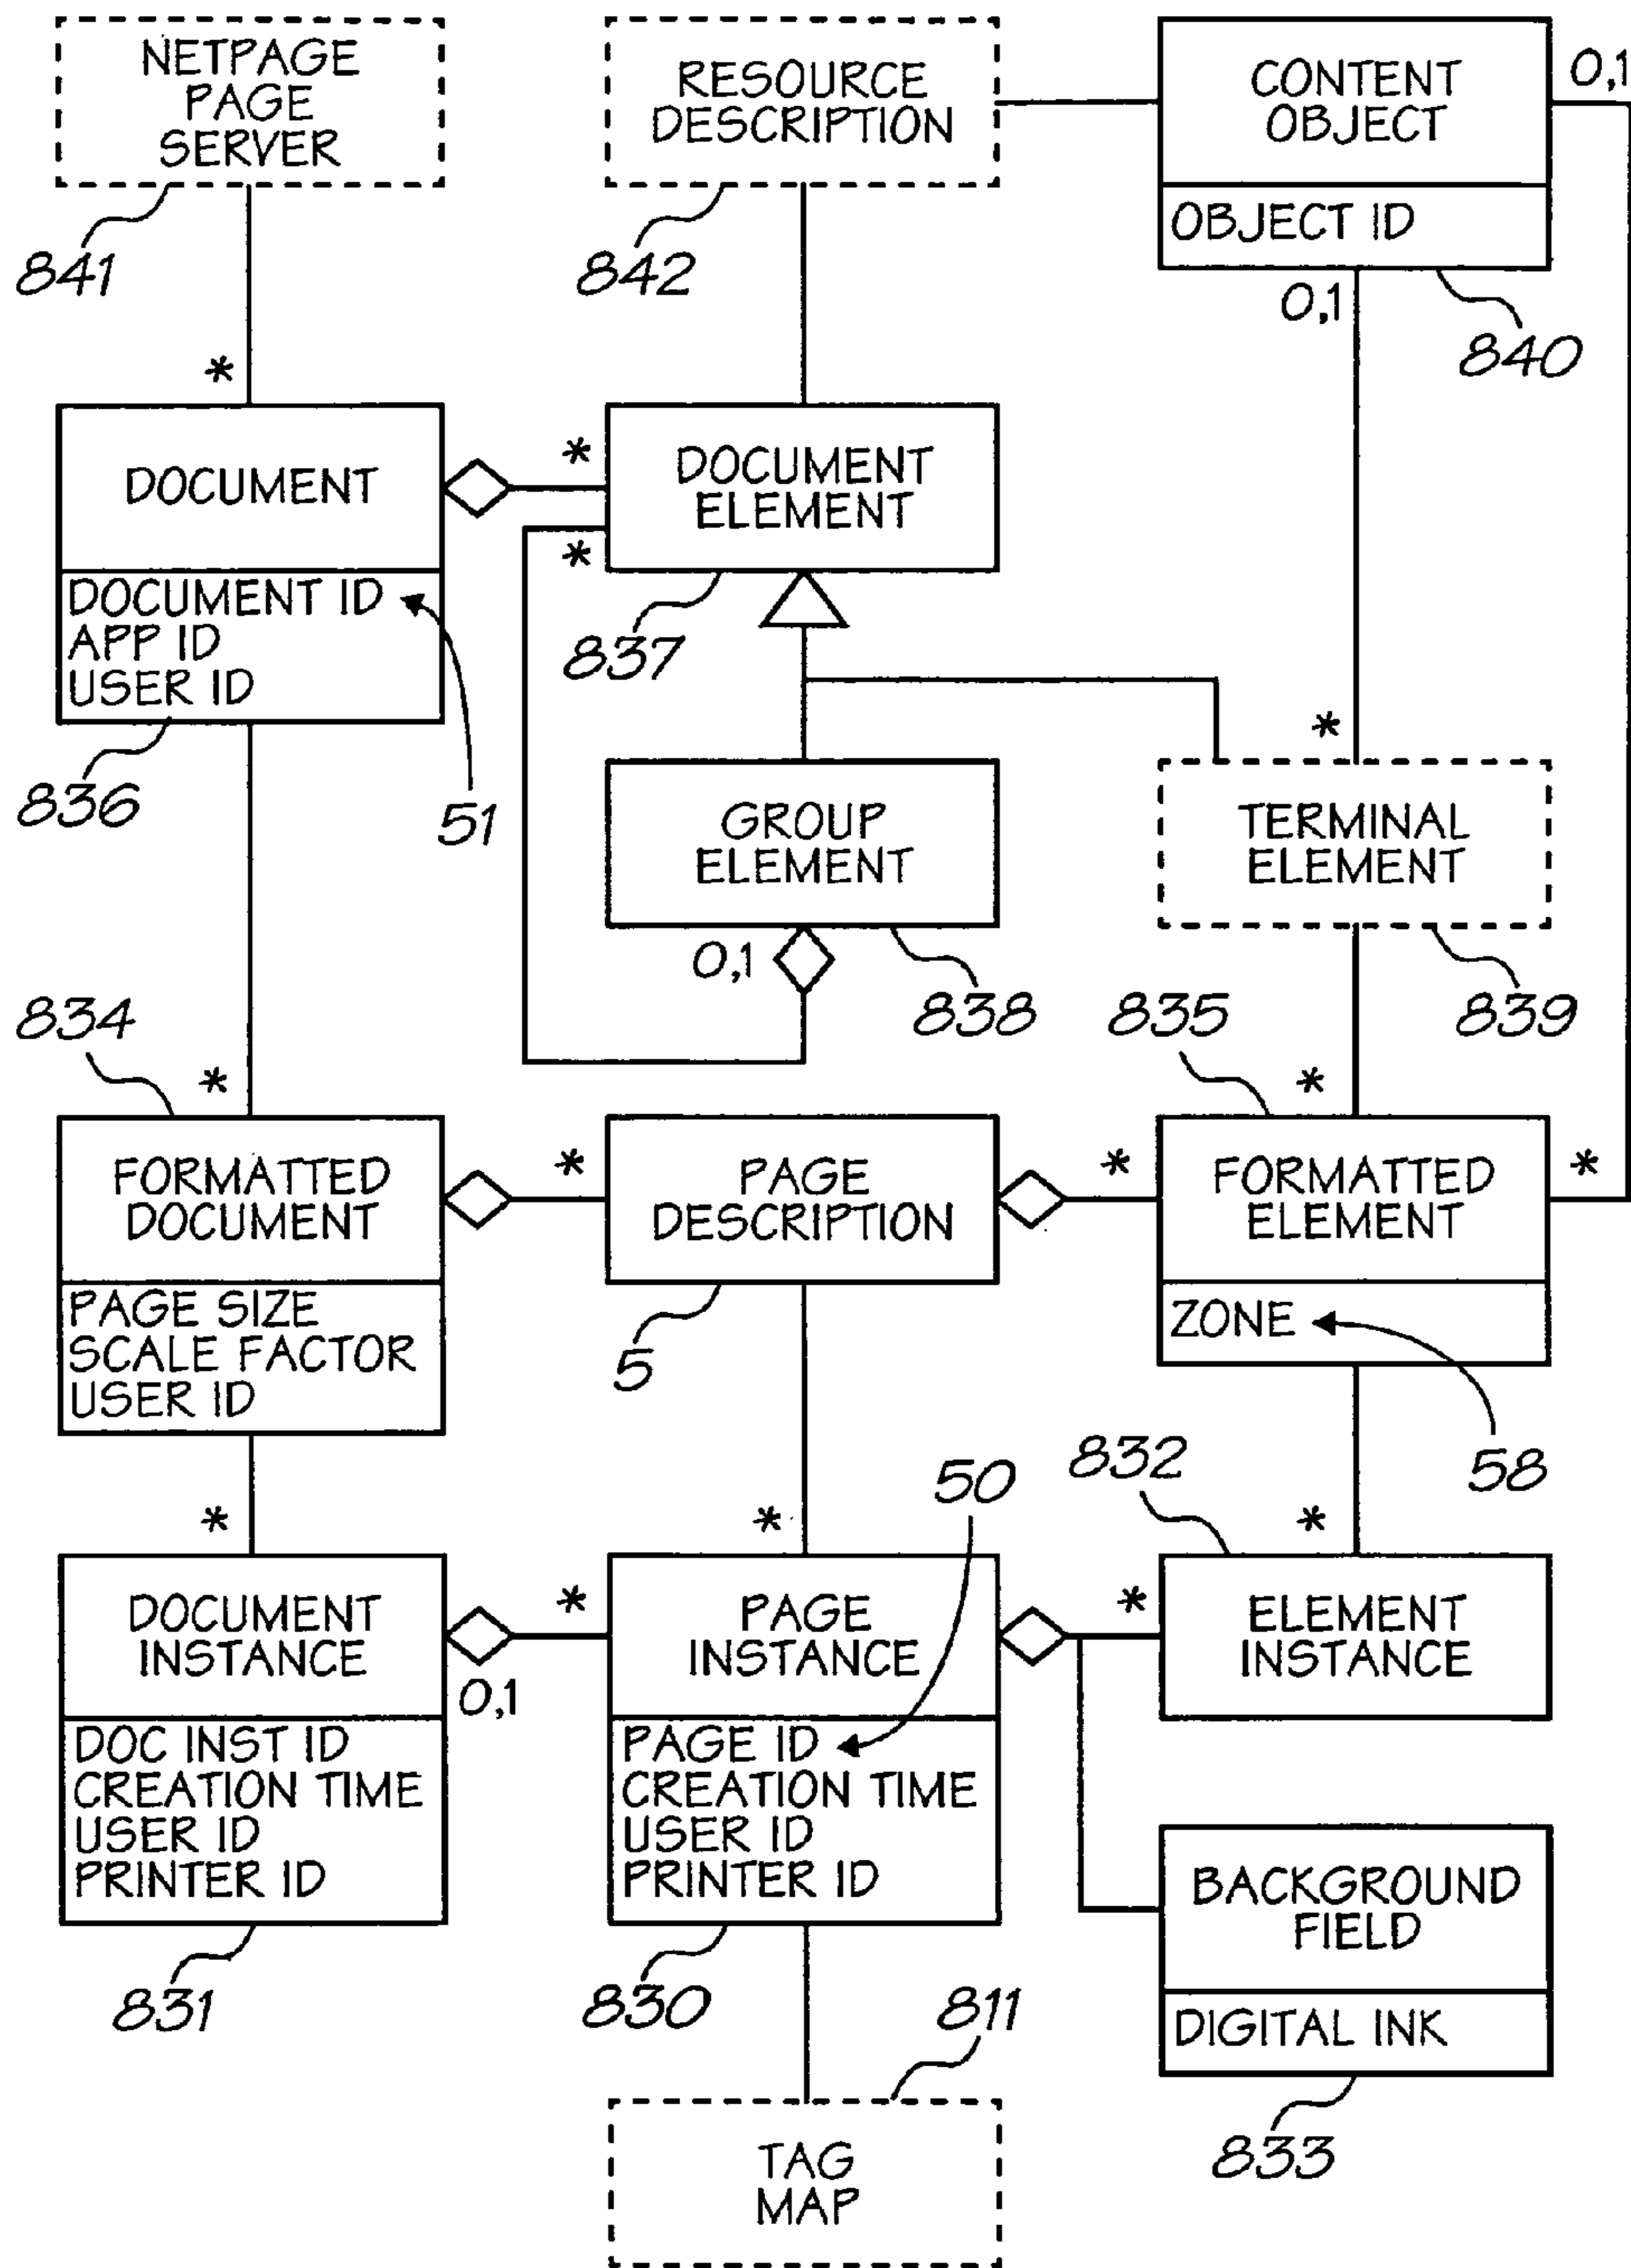 NETPAGE
PAGE
SERVER
841
RESOURCE
DESCRIPTION
842
CONTENT
OBJECT
OBJECT ID
0,1
0,1
840
*
DOCUMENT
DOCUMENT ID
APP ID
USER ID
836
51
*
*
DOCUMENT
ELEMENT
837
GROUP
ELEMENT
0,1
838
*
TERMINAL
ELEMENT
839
834
*
FORMATTED
DOCUMENT
PAGE SIZE
SCALE FACTOR
USER ID
*
PAGE
DESCRIPTION
5
835
*
*
FORMATTED
ELEMENT
*
ZONE
58
*
DOCUMENT
INSTANCE
DOC INST ID
CREATION TIME
USER ID
PRINTER ID
831
0,1
*
*
50
PAGE
INSTANCE
PAGE ID
CREATION TIME
USER ID
PRINTER ID
830
832
*
*
ELEMENT
INSTANCE
BACKGROUND
FIELD
DIGITAL INK
833
811
TAG
MAP